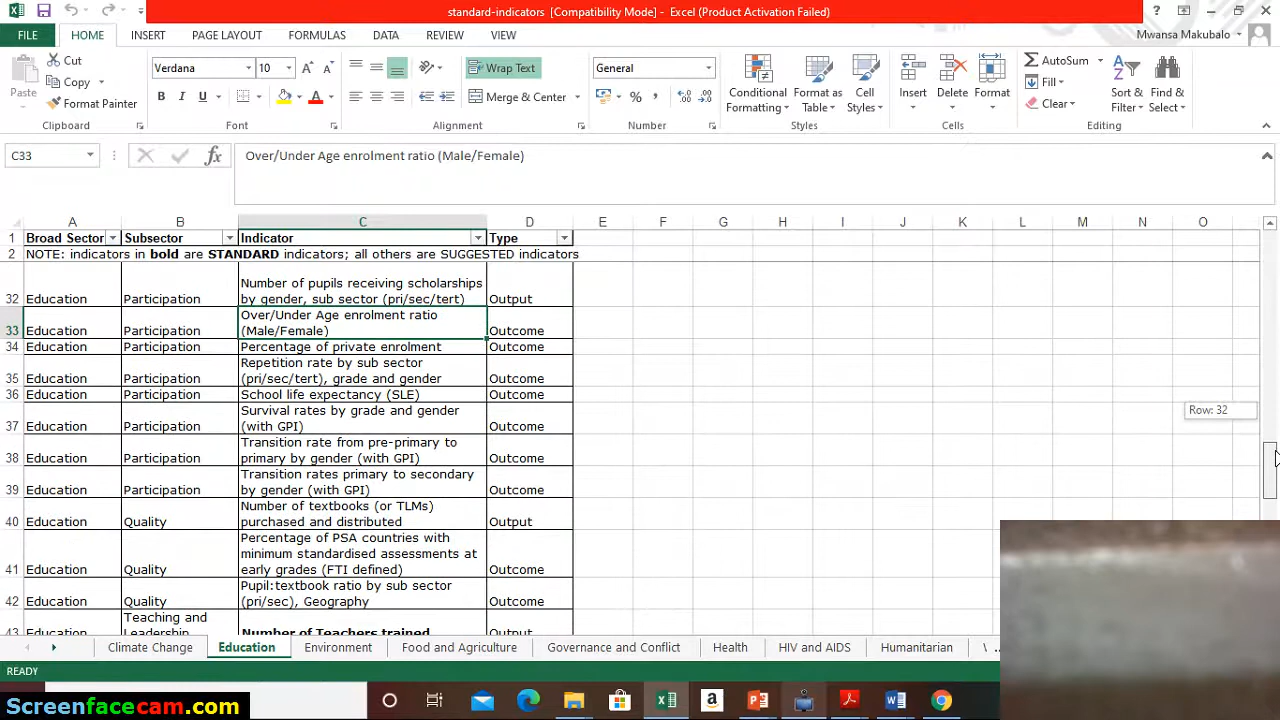 standard-indicators [Compatibility Mode] - Excel (Product Activation Failed)
FILE HOME INSERT PAGE LAYOUT FORMULAS DATA REVIEW VIEW Mwansa Makubalo
Paste Cut Copy Format Painter Clipboard
Verdana 10 B I U A Font
Wrap Text Merge & Center Alignment
General % Number
Conditional Formatting Format as Table Cell Styles Styles
Insert Delete Format Cells
AutoSum Fill Clear Sort & Filter Find & Select Editing
C33 fx Over/Under Age enrolment ratio (Male/Female)
A B C D E F G H I J K L M N O
1 Broad Sector Subsector Indicator Type
2 NOTE: indicators in bold are STANDARD indicators; all others are SUGGESTED indicators
Number of pupils receiving scholarships
32 Education Participation by gender, sub sector (pri/sec/tert) Output
Over/Under Age enrolment ratio
33 Education Participation (Male/Female) Outcome
34 Education Participation Percentage of private enrolment Outcome
Repetition rate by sub sector
35 Education Participation (pri/sec/tert), grade and gender Outcome
36 Education Participation School life expectancy (SLE) Outcome
Survival rates by grade and gender
37 Education Participation (with GPI) Outcome
Transition rate from pre-primary to
38 Education Participation primary by gender (with GPI) Outcome
Transition rates primary to secondary
39 Education Participation by gender (with GPI) Outcome
Number of textbooks (or TLMs)
40 Education Quality purchased and distributed Output
Percentage of PSA countries with
minimum standardised assessments at
41 Education Quality early grades (FTI defined) Outcome
Pupil:textbook ratio by sub sector
42 Education Quality (pri/sec), Geography Outcome
Teaching and
43 Education Leadership Number of Teachers trained Output
Row: 32
Climate Change Education Environment Food and Agriculture Governance and Conflict Health HIV and AIDS Humanitarian
READY
Screenfacecam.com